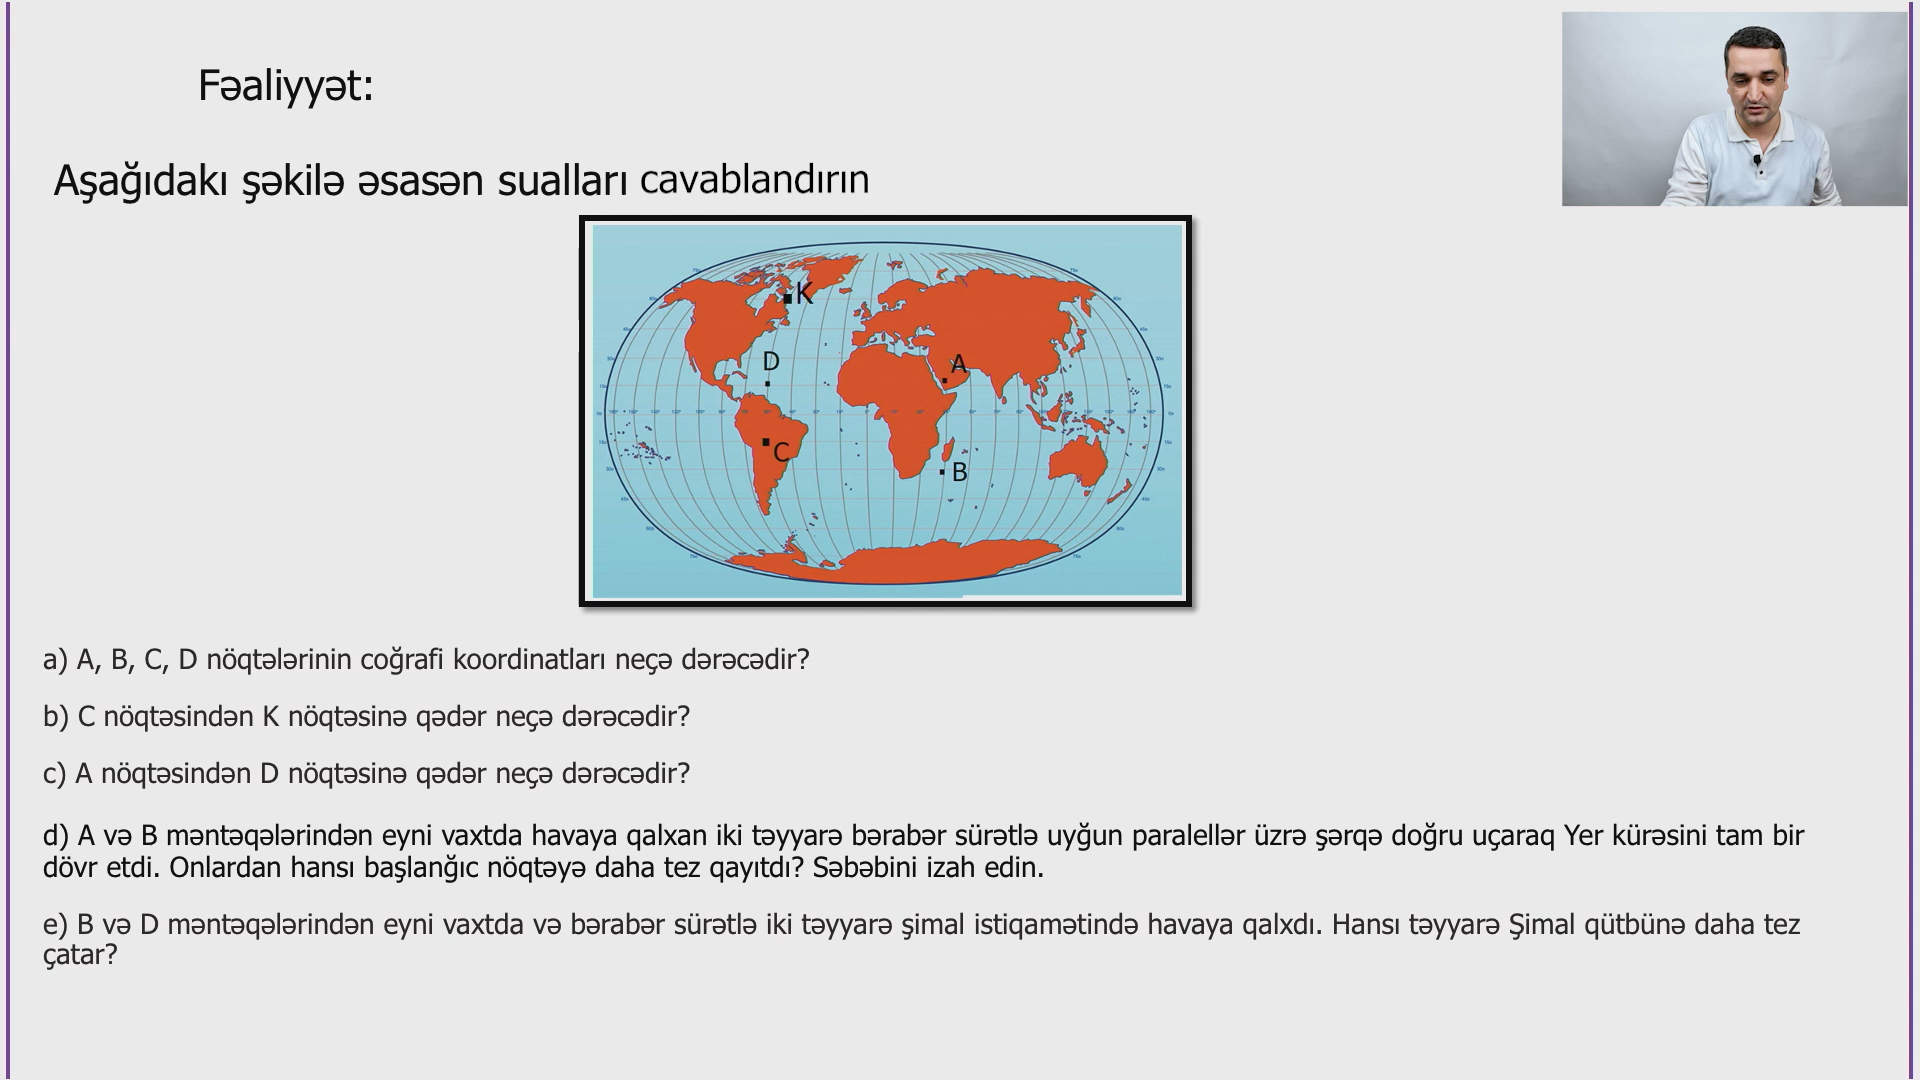 Fəaliyyət:
Aşağıdakı şəkilə əsasən sualları cavablandırın
K
D
A
C
B
a) A, B, C, D nöqtələrinin coğrafi koordinatları neçə dərəcədir?
b) C nöqtəsindən K nöqtəsinə qədər neçə dərəcədir?
c) A nöqtəsindən D nöqtəsinə qədər neçə dərəcədir?
d) A və B məntəqələrindən eyni vaxtda havaya qalxan iki təyyarə bərabər sürətlə uyğun paralellər üzrə şərqə doğru uçaraq Yer kürəsini tam bir
dövr etdi. Onlardan hansı başlanğıc nöqtəyə daha tez qayıtdı? Səbəbini izah edin.
e) B və D məntəqələrindən eyni vaxtda və bərabər sürətlə iki təyyarə şimal istiqamətində havaya qalxdı. Hansı təyyarə Şimal qütbünə daha tez
çatar?